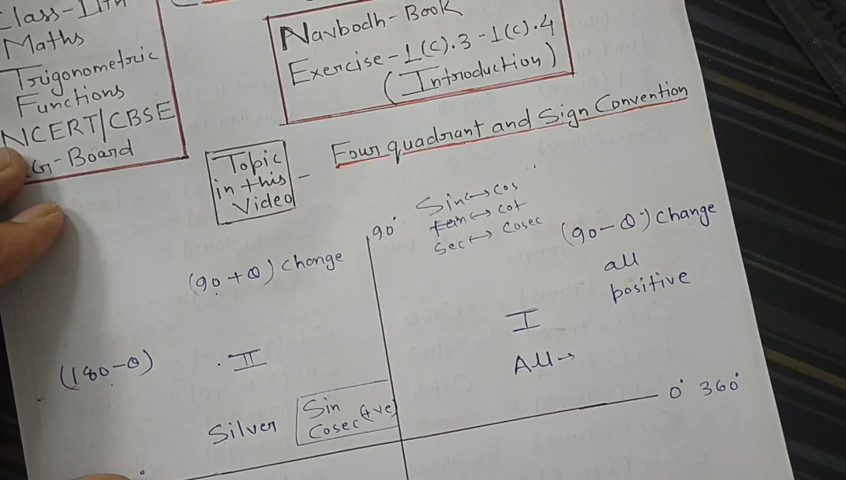 Class-11th
Maths
Trigonometric
Functions
NCERT/CBSE
CG-Board
Navbodh-Book
Exercise-1(c).3-1(c).4
(Introduction)
Topic
in this
Video
- Four quadrant and Sign Convention
90°
Sin↔cos
tan↔cot
sec↔cosec
(90-θ) Change
all
positive
(90+θ) Change
I
All→
(180-θ)
II
Silver
Sin
Cosec (+ve)
0° 360°